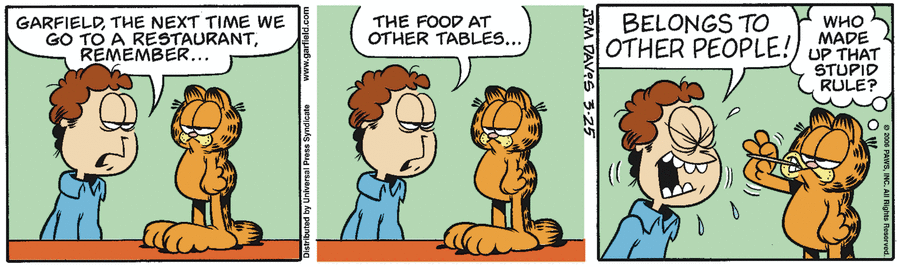 GARFIELD, THE NEXT TIME WE
GO TO A RESTAURANT,
REMEMBER...
www.garfield.com
Distributed by Universal Press Syndicate
THE FOOD AT
OTHER TABLES...
JIM DAVIS 3-25
BELONGS TO
OTHER PEOPLE!
WHO
MADE
UP THAT
STUPID
RULE?
© 2006 PAWS, INC. All Rights Reserved.